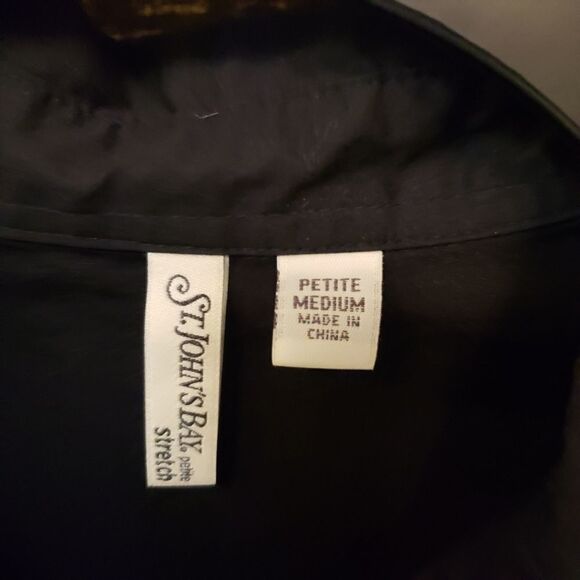 St. John's Bay® petite
stretch
PETITE
MEDIUM
MADE IN
CHINA